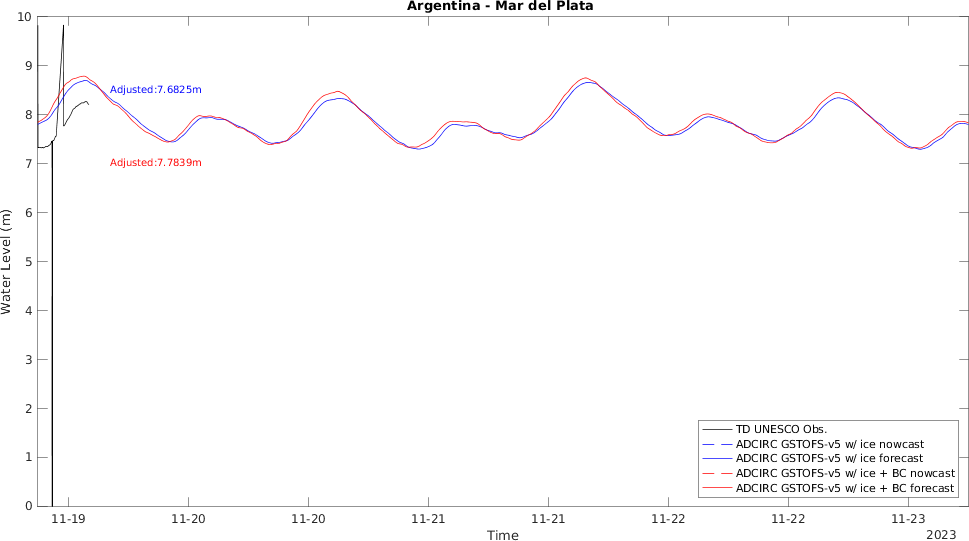 Argentina - Mar del Plata
10
9
8
7
6
5
4
3
2
1
0
Water Level (m)
Adjusted:7.6825m
Adjusted:7.7839m
TD UNESCO Obs.
ADCIRC GSTOFS-v5 w/ ice nowcast
ADCIRC GSTOFS-v5 w/ ice forecast
ADCIRC GSTOFS-v5 w/ ice + BC nowcast
ADCIRC GSTOFS-v5 w/ ice + BC forecast
11-19 11-20 11-20 11-21 11-21 11-22 11-22 11-23
Time
2023